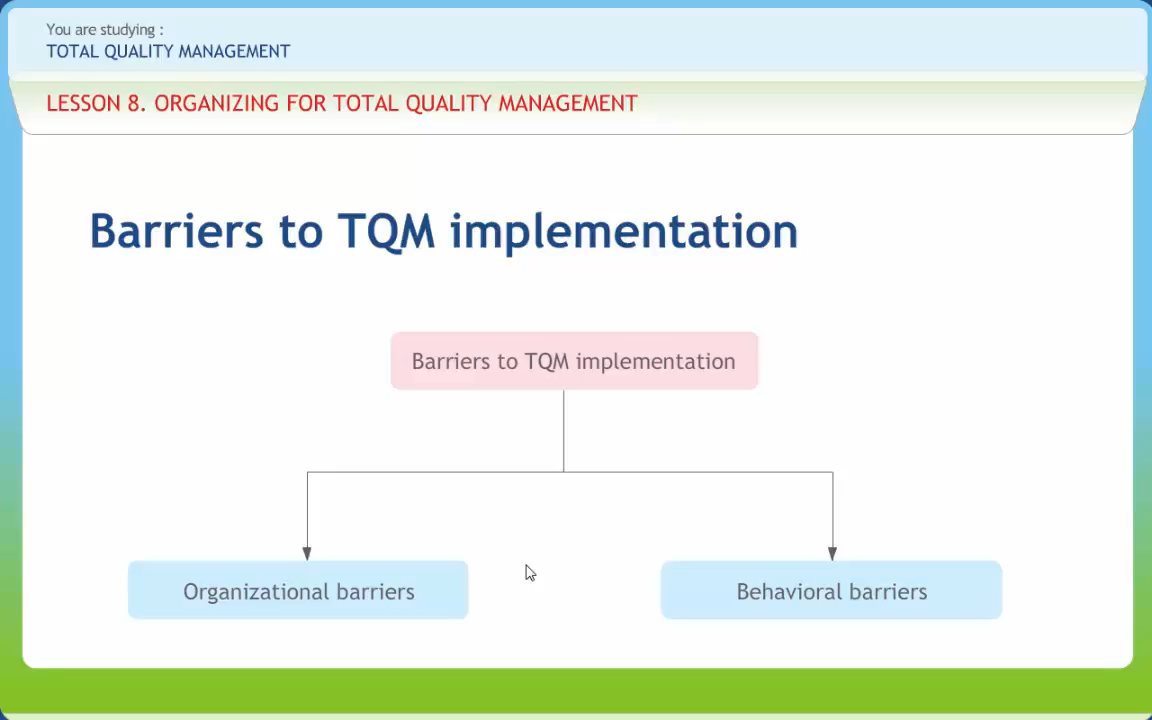 You are studying :
TOTAL QUALITY MANAGEMENT
LESSON 8. ORGANIZING FOR TOTAL QUALITY MANAGEMENT
Barriers to TQM implementation
Barriers to TQM implementation
Organizational barriers
Behavioral barriers